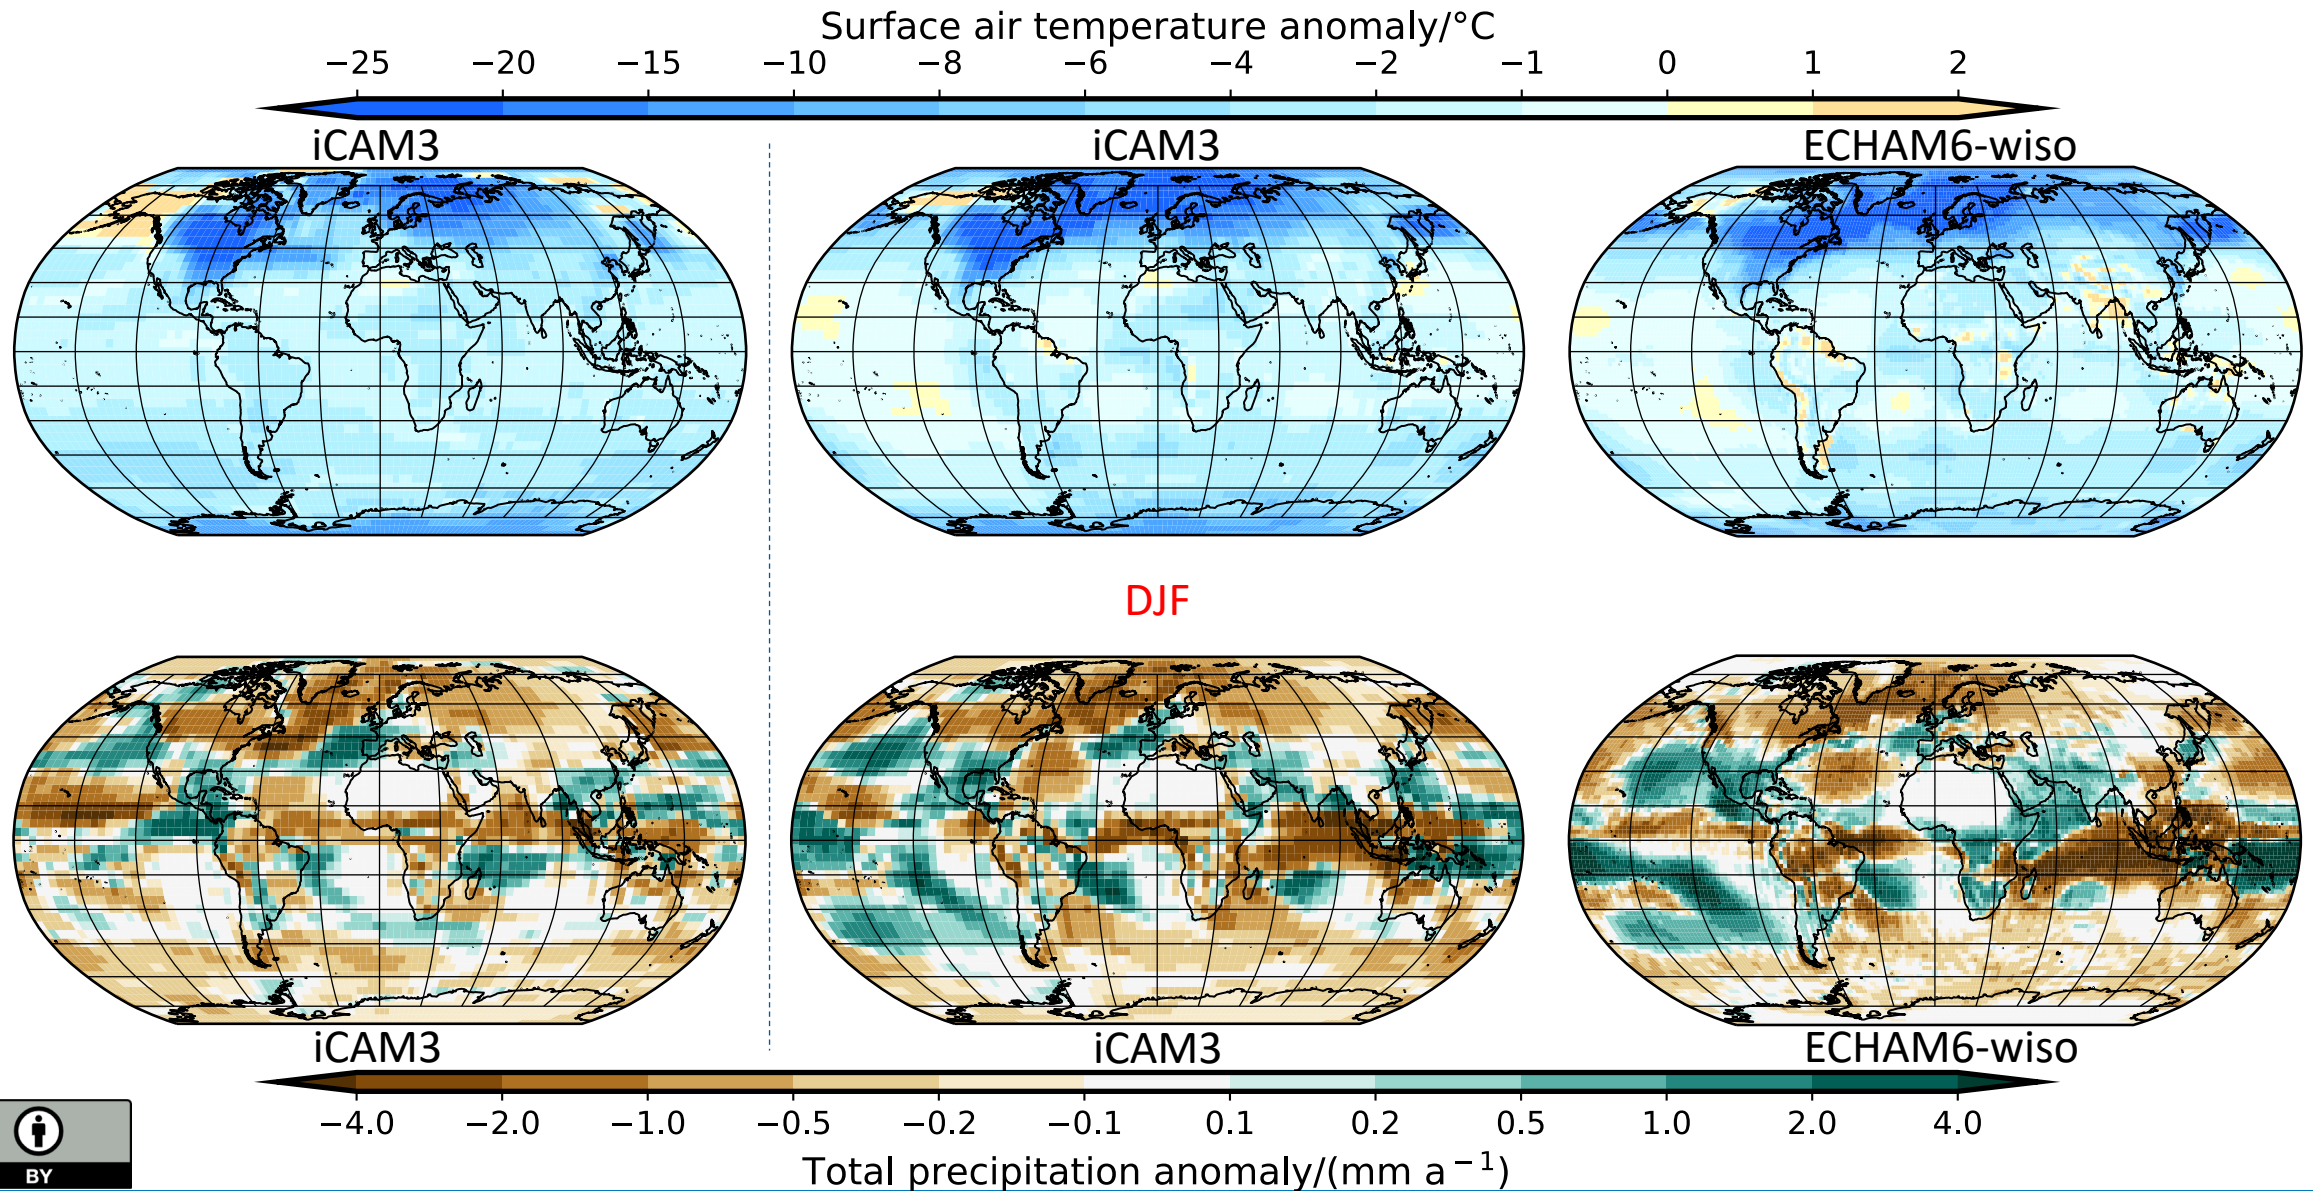 Surface air temperature anomaly/°C
−25 −20 −15 −10 −8 −6 −4 −2 −1 0 1 2
iCAM3 iCAM3 ECHAM6-wiso
DJF
iCAM3 iCAM3 ECHAM6-wiso
−4.0 −2.0 −1.0 −0.5 −0.2 −0.1 0.1 0.2 0.5 1.0 2.0 4.0
Total precipitation anomaly/(mm a⁻¹)
BY